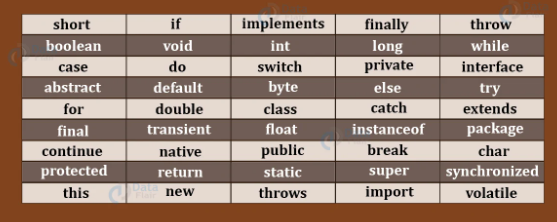 short if implements finally throw
boolean void int long while
case do switch private interface
abstract default byte else try
for double class catch extends
final transient float instanceof package
continue native public break char
protected return static super synchronized
this new throws import volatile
Data